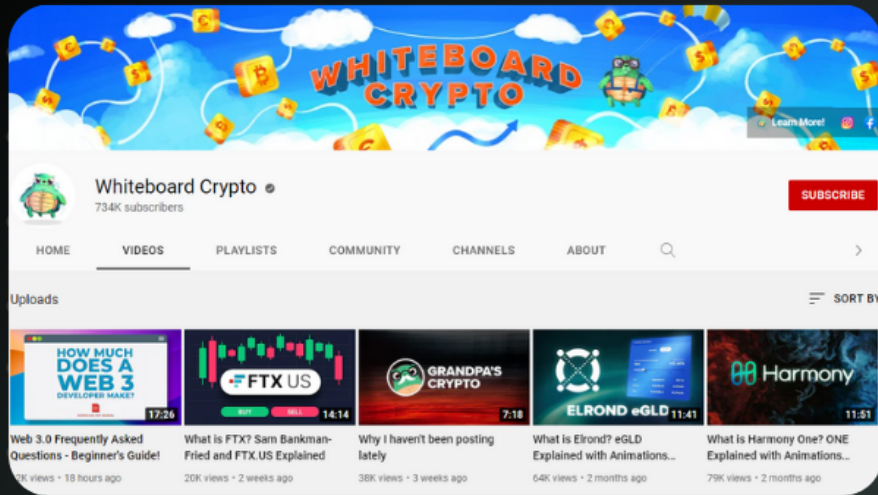 WHITEBOARD
CRYPTO
Learn More!
Whiteboard Crypto
734K subscribers
SUBSCRIBE
HOME VIDEOS PLAYLISTS COMMUNITY CHANNELS ABOUT
Uploads
SORT BY
HOW MUCH
DOES A
WEB 3
DEVELOPER MAKE?
17:26
FTX US
BUY SELL
14:14
GRANDPA'S
CRYPTO
7:18
ELROND eGLD
11:41
Harmony
11:51
Web 3.0 Frequently Asked
Questions - Beginner's Guide!
2K views • 18 hours ago
What is FTX? Sam Bankman-
Fried and FTX.US Explained
20K views • 2 weeks ago
Why I haven't been posting
lately
38K views • 3 weeks ago
What is Elrond? eGLD
Explained with Animations...
64K views • 2 months ago
What is Harmony One? ONE
Explained with Animations...
79K views • 2 months ago